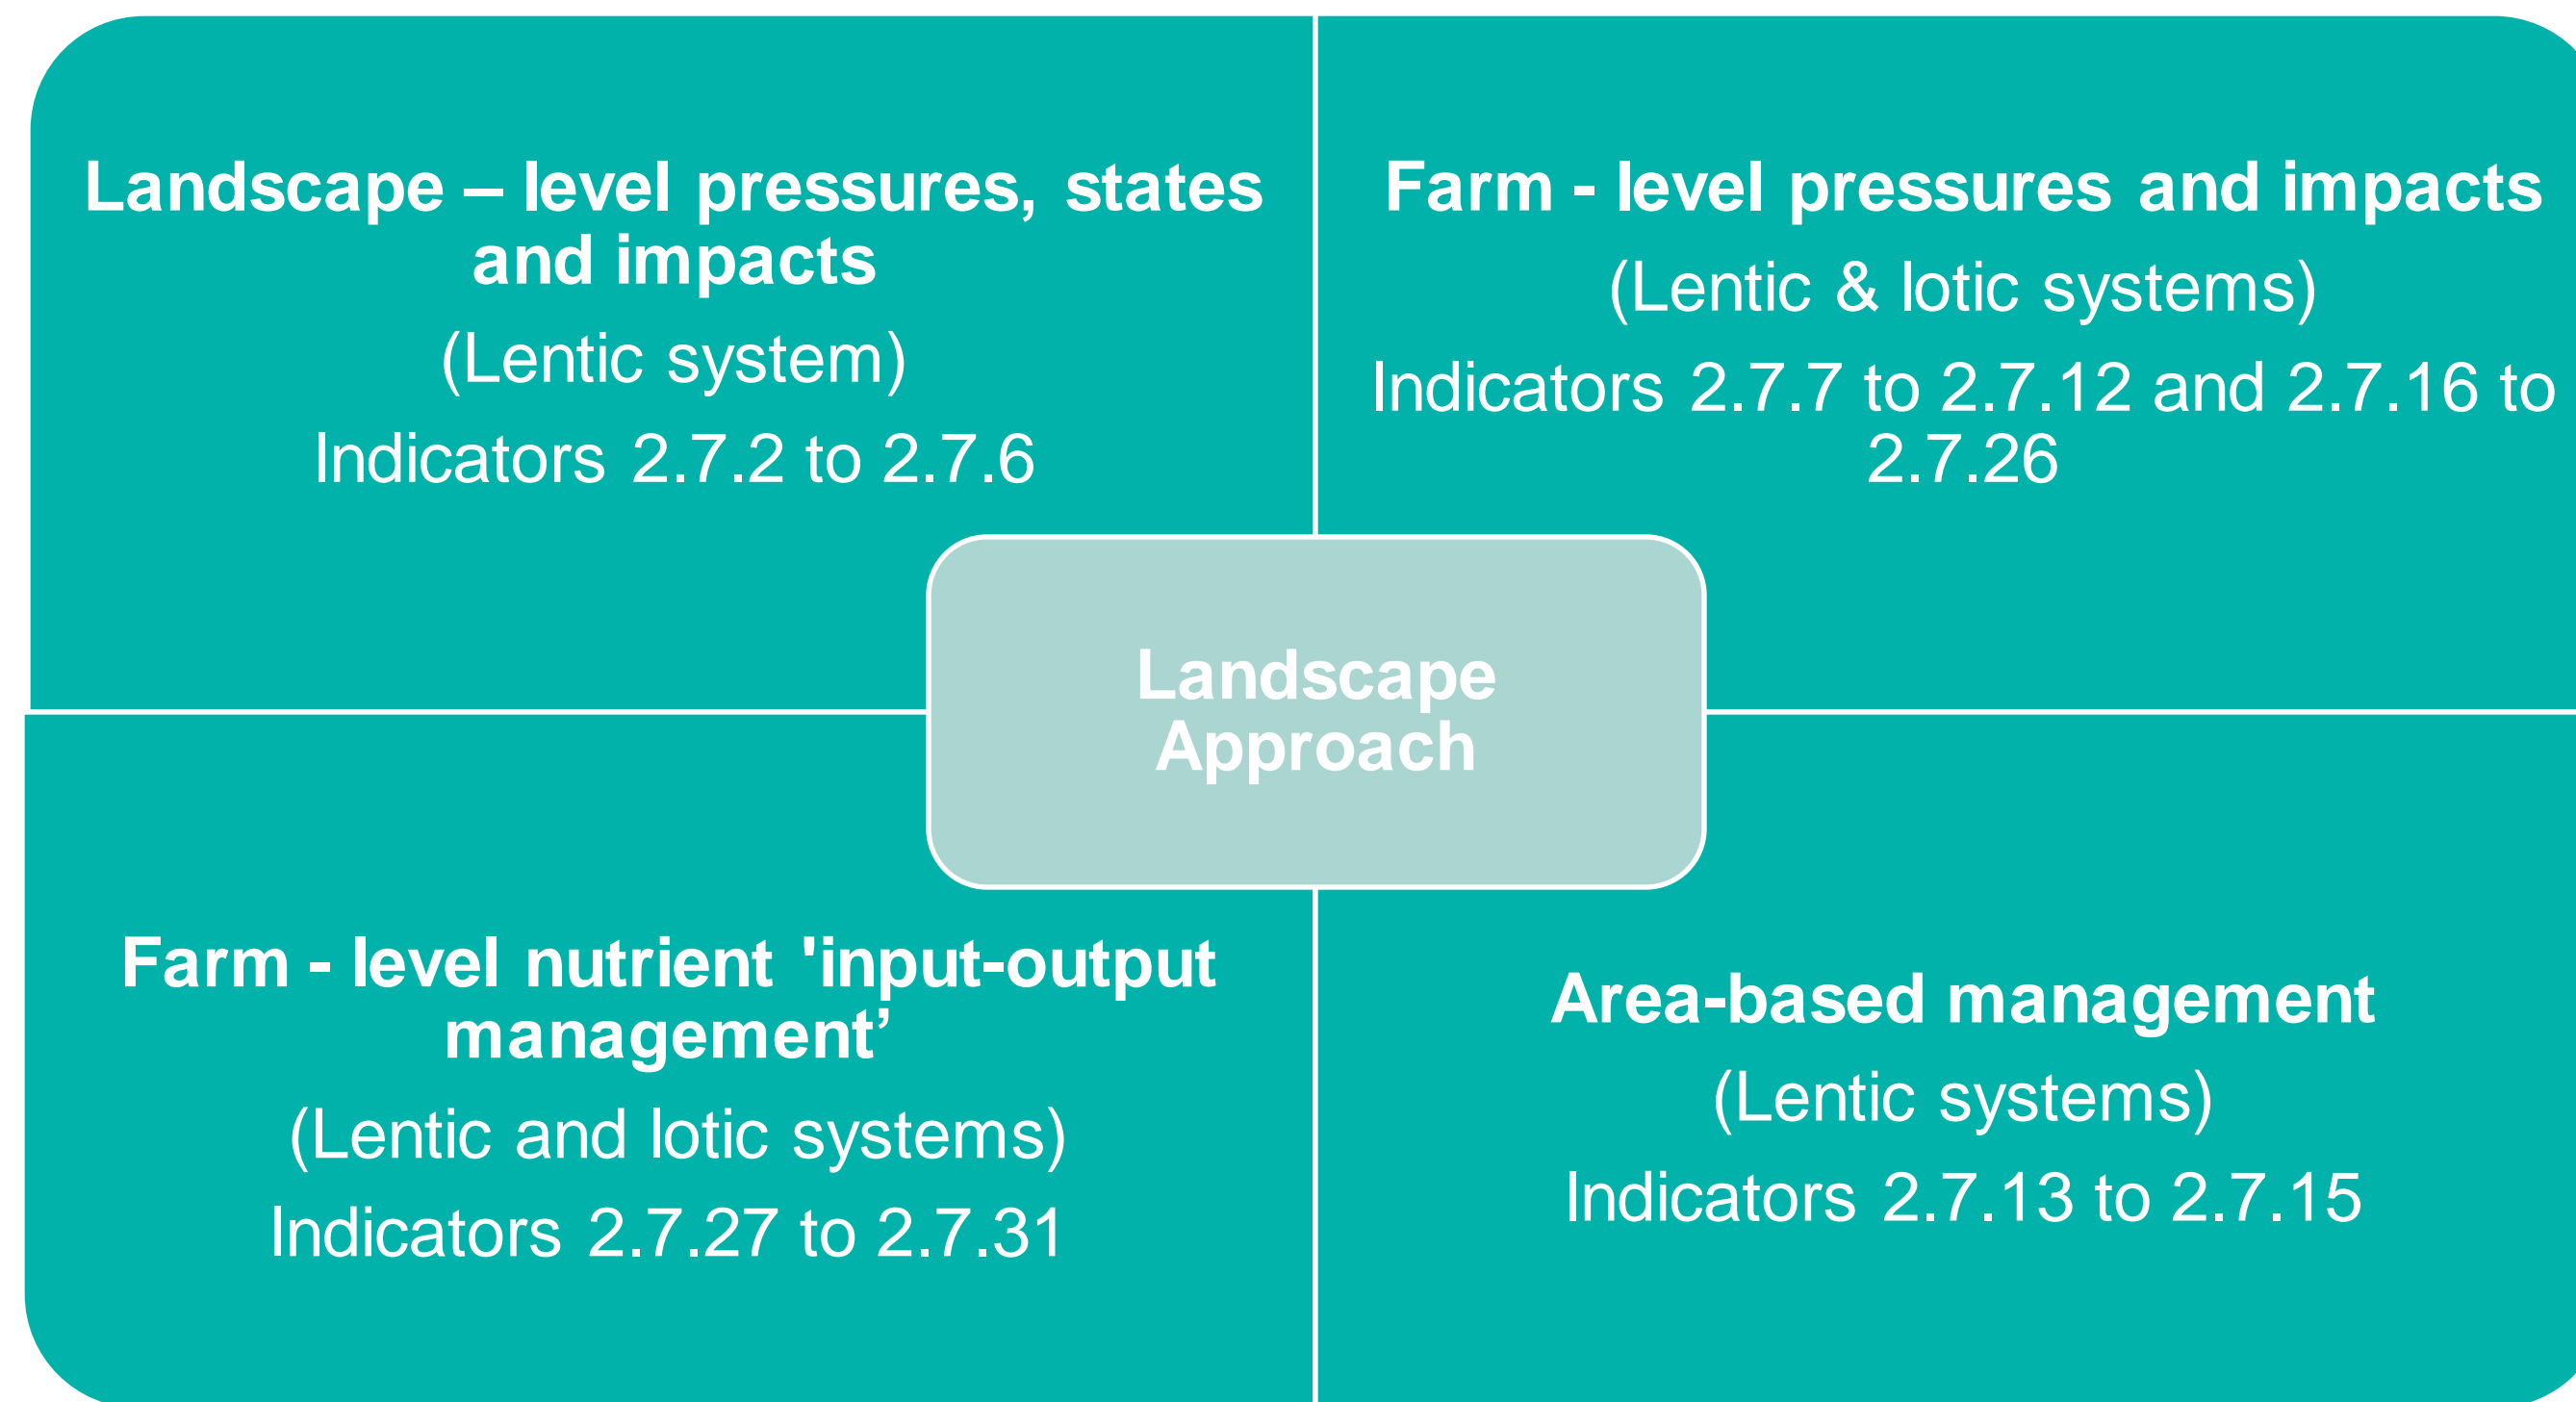 Landscape – level pressures, states
and impacts
(Lentic system)
Indicators 2.7.2 to 2.7.6
Farm - level pressures and impacts
(Lentic & lotic systems)
Indicators 2.7.7 to 2.7.12 and 2.7.16 to
2.7.26
Landscape
Approach
Farm - level nutrient 'input-output
management’
(Lentic and lotic systems)
Indicators 2.7.27 to 2.7.31
Area-based management
(Lentic systems)
Indicators 2.7.13 to 2.7.15